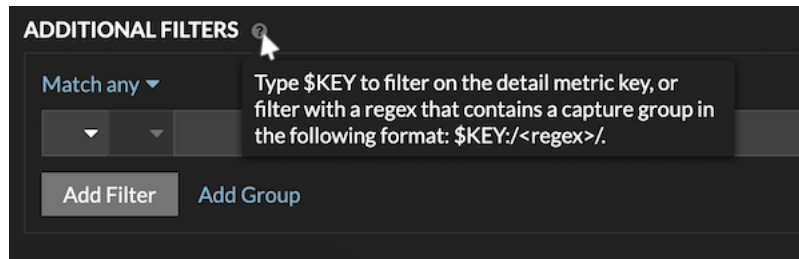 ADDITIONAL FILTERS ?
Match any
Type $KEY to filter on the detail metric key, or
filter with a regex that contains a capture group in
the following format: $KEY:/<regex>/.
Add Filter Add Group